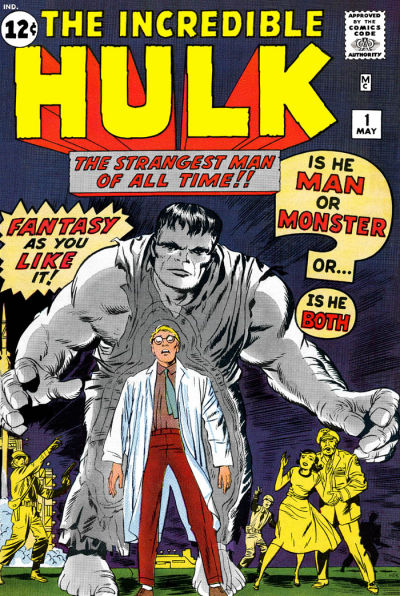 IND.
12¢
THE INCREDIBLE
HULK
APPROVED
BY THE
COMICS
CODE
AUTHORITY
MC
1
MAY
THE STRANGEST MAN
OF ALL TIME!!
IS HE
MAN
OR
MONSTER
OR...
IS HE
BOTH
FANTASY
AS YOU
LIKE
IT!